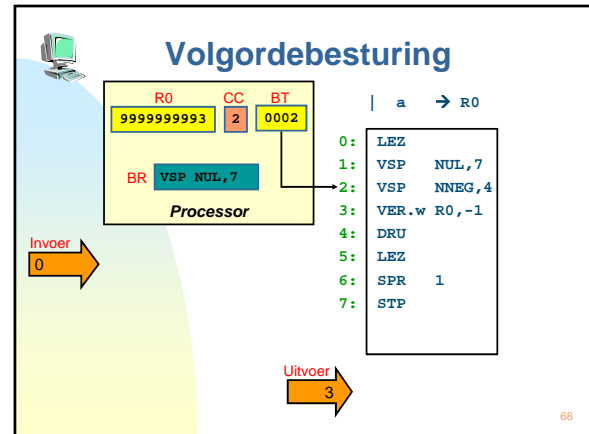 Volgordebesturing
R0 CC BT
9999999993 2 0002
BR VSP NUL,7
Processor
| a → R0
0: LEZ
1: VSP NUL,7
2: VSP NNEG,4
3: VER.w R0,-1
4: DRU
5: LEZ
6: SPR 1
7: STP
Invoer
0
Uitvoer
3
68